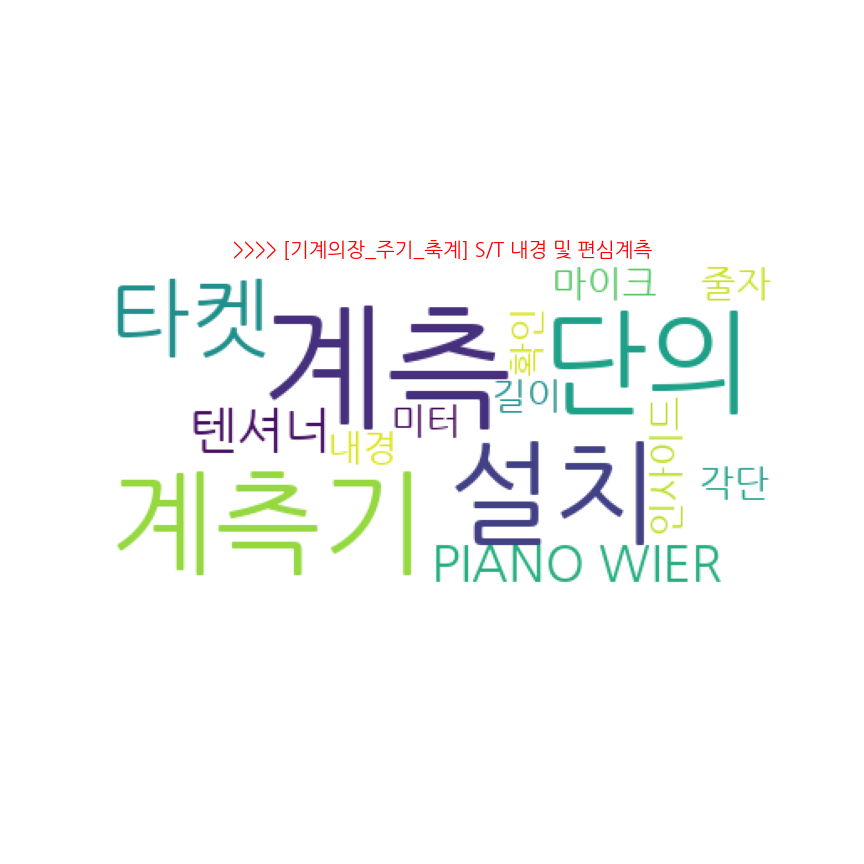 >>>> [기계의장_주기_축계] S/T 내경 및 편심계측
마이크 줄자
타켓 계측 확인 단의
길이
텐셔너 내경 미터
인사이드
계측기 설치 각단
PIANO WIER